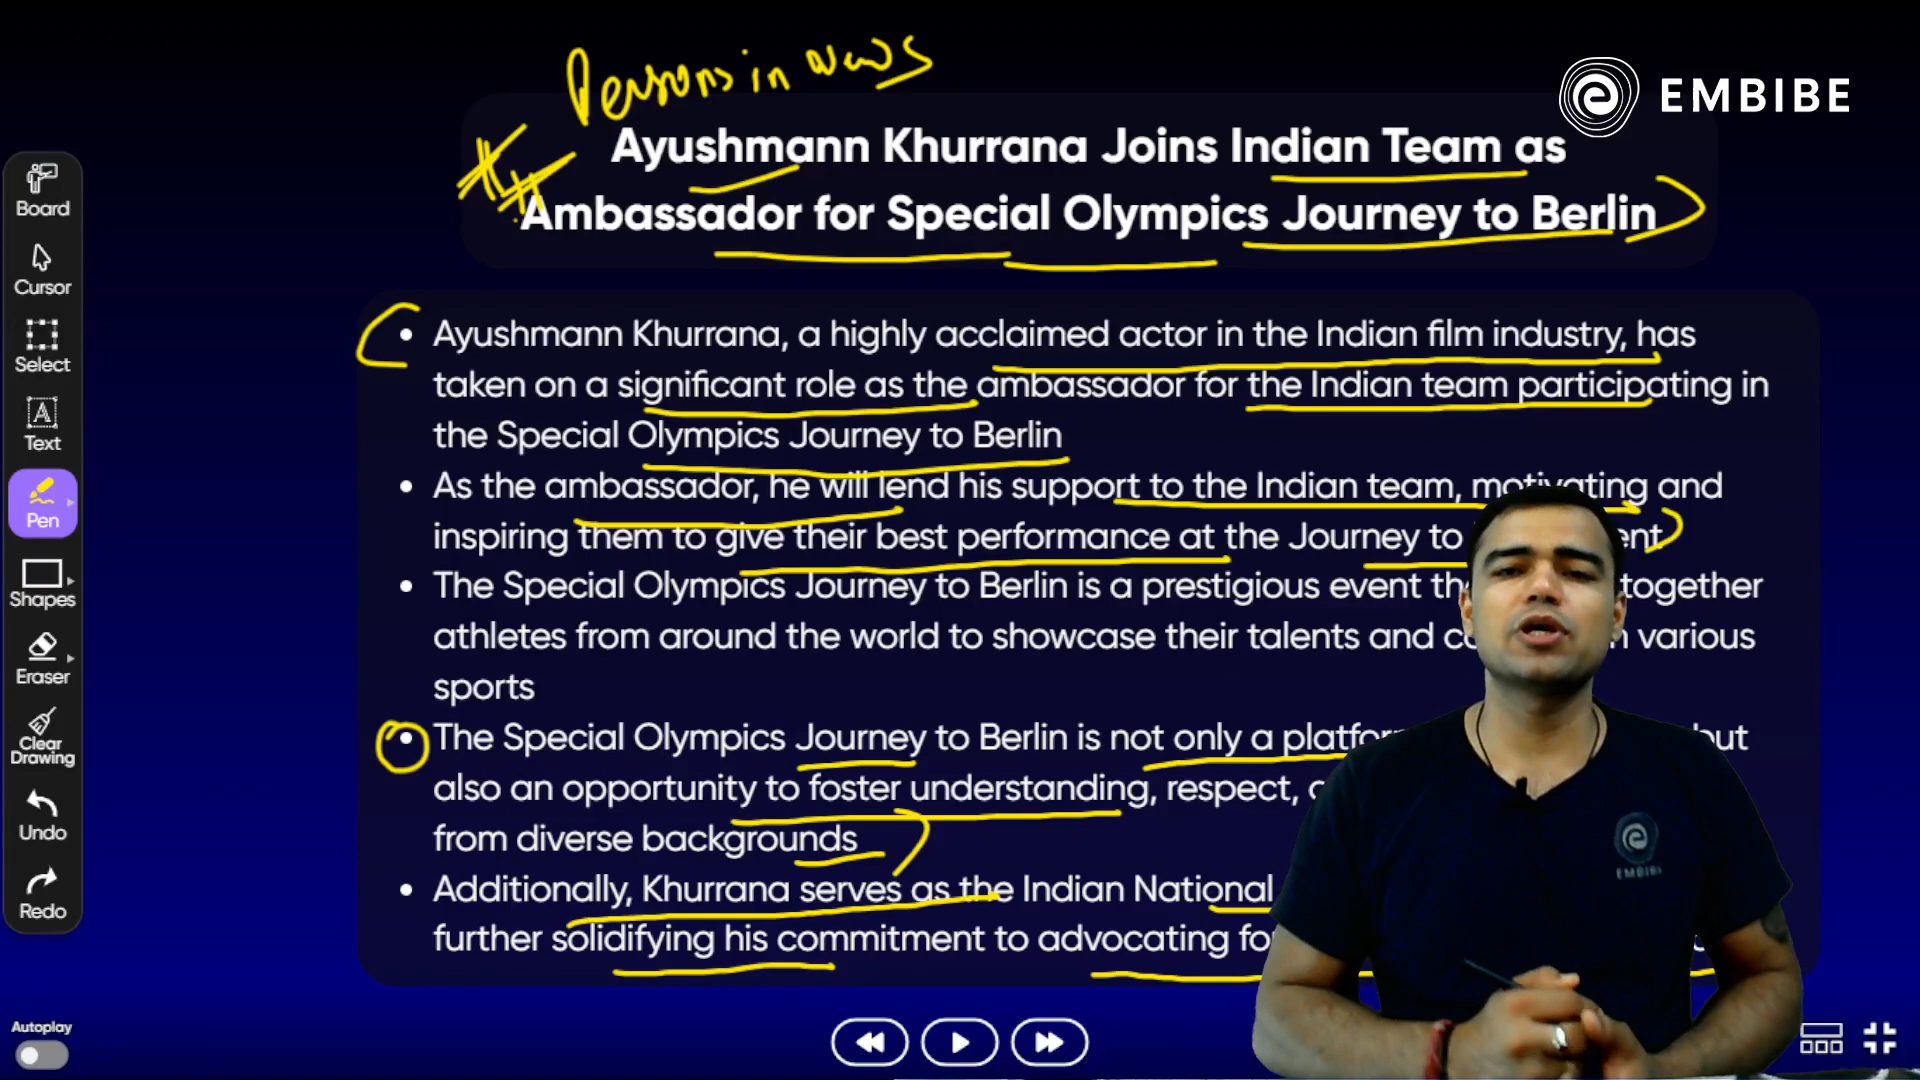 Persons in News
EMBIBE
Ayushmann Khurrana Joins Indian Team as
Ambassador for Special Olympics Journey to Berlin
Board
Cursor
Select
Text
Pen
Shapes
Eraser
Clear
Drawing
Undo
Redo
• Ayushmann Khurrana, a highly acclaimed actor in the Indian film industry, has
taken on a significant role as the ambassador for the Indian team participating in
the Special Olympics Journey to Berlin
• As the ambassador, he will lend his support to the Indian team, motivating and
inspiring them to give their best performance at the Journey to
• The Special Olympics Journey to Berlin is a prestigious event together
athletes from around the world to showcase their talents and various
sports
• The Special Olympics Journey to Berlin is not only a but
also an opportunity to foster understanding, respect,
from diverse backgrounds
• Additionally, Khurrana serves as the Indian National
further solidifying his commitment to advocating
EMBIBE
Autoplay